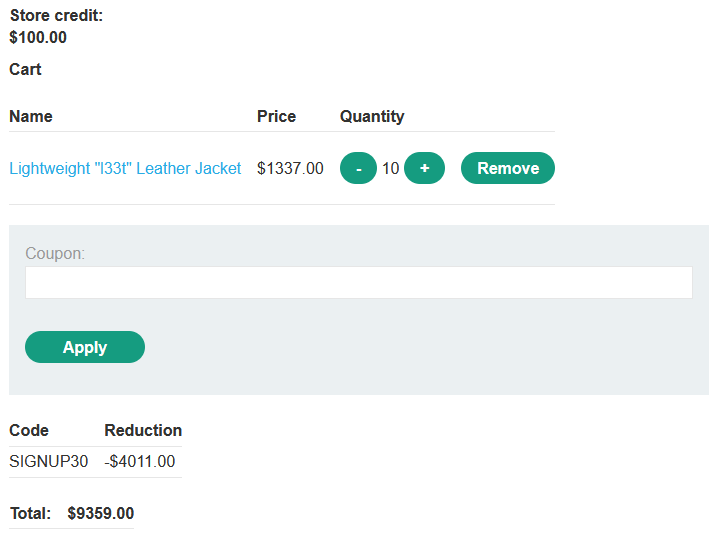 Store credit:
$100.00
Cart
Name Price Quantity
Lightweight "l33t" Leather Jacket $1337.00 - 10 + Remove
Coupon:
Apply
Code Reduction
SIGNUP30 -$4011.00
Total: $9359.00